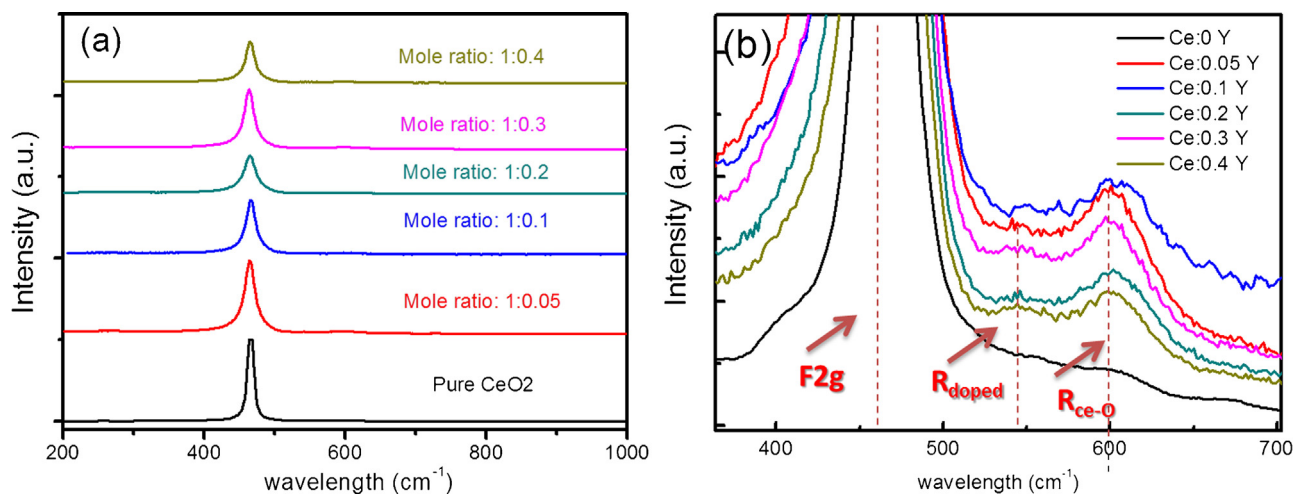 (a)
Mole ratio: 1:0.4
Mole ratio: 1:0.3
Mole ratio: 1:0.2
Mole ratio: 1:0.1
Mole ratio: 1:0.05
Pure CeO2
Intensity (a.u.)
200 400 600 800 1000
wavelength (cm⁻¹)
(b)
Ce:0 Y
Ce:0.05 Y
Ce:0.1 Y
Ce:0.2 Y
Ce:0.3 Y
Ce:0.4 Y
Intensity (a.u.)
F2g
Rdoped
Rce-O
400 500 600 700
wavelength (cm⁻¹)